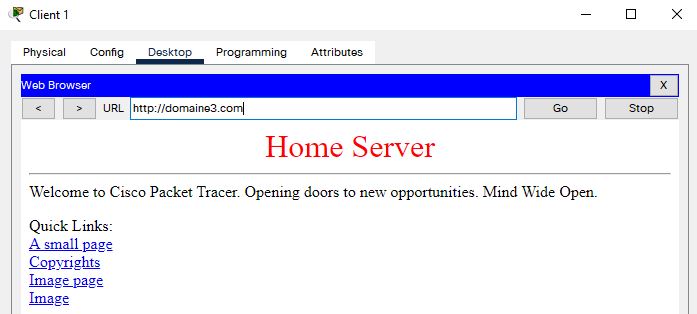 Client 1
Physical Config Desktop Programming Attributes
Web Browser X
< > URL http://domaine3.com Go Stop
Home Server
Welcome to Cisco Packet Tracer. Opening doors to new opportunities. Mind Wide Open.
Quick Links:
A small page
Copyrights
Image page
Image